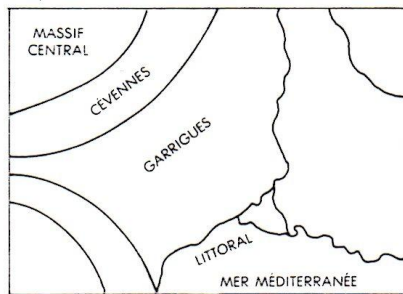 MASSIF
CENTRAL
CÉVENNES
GARRIGUES
LITTORAL
MER MÉDITERRANÉE